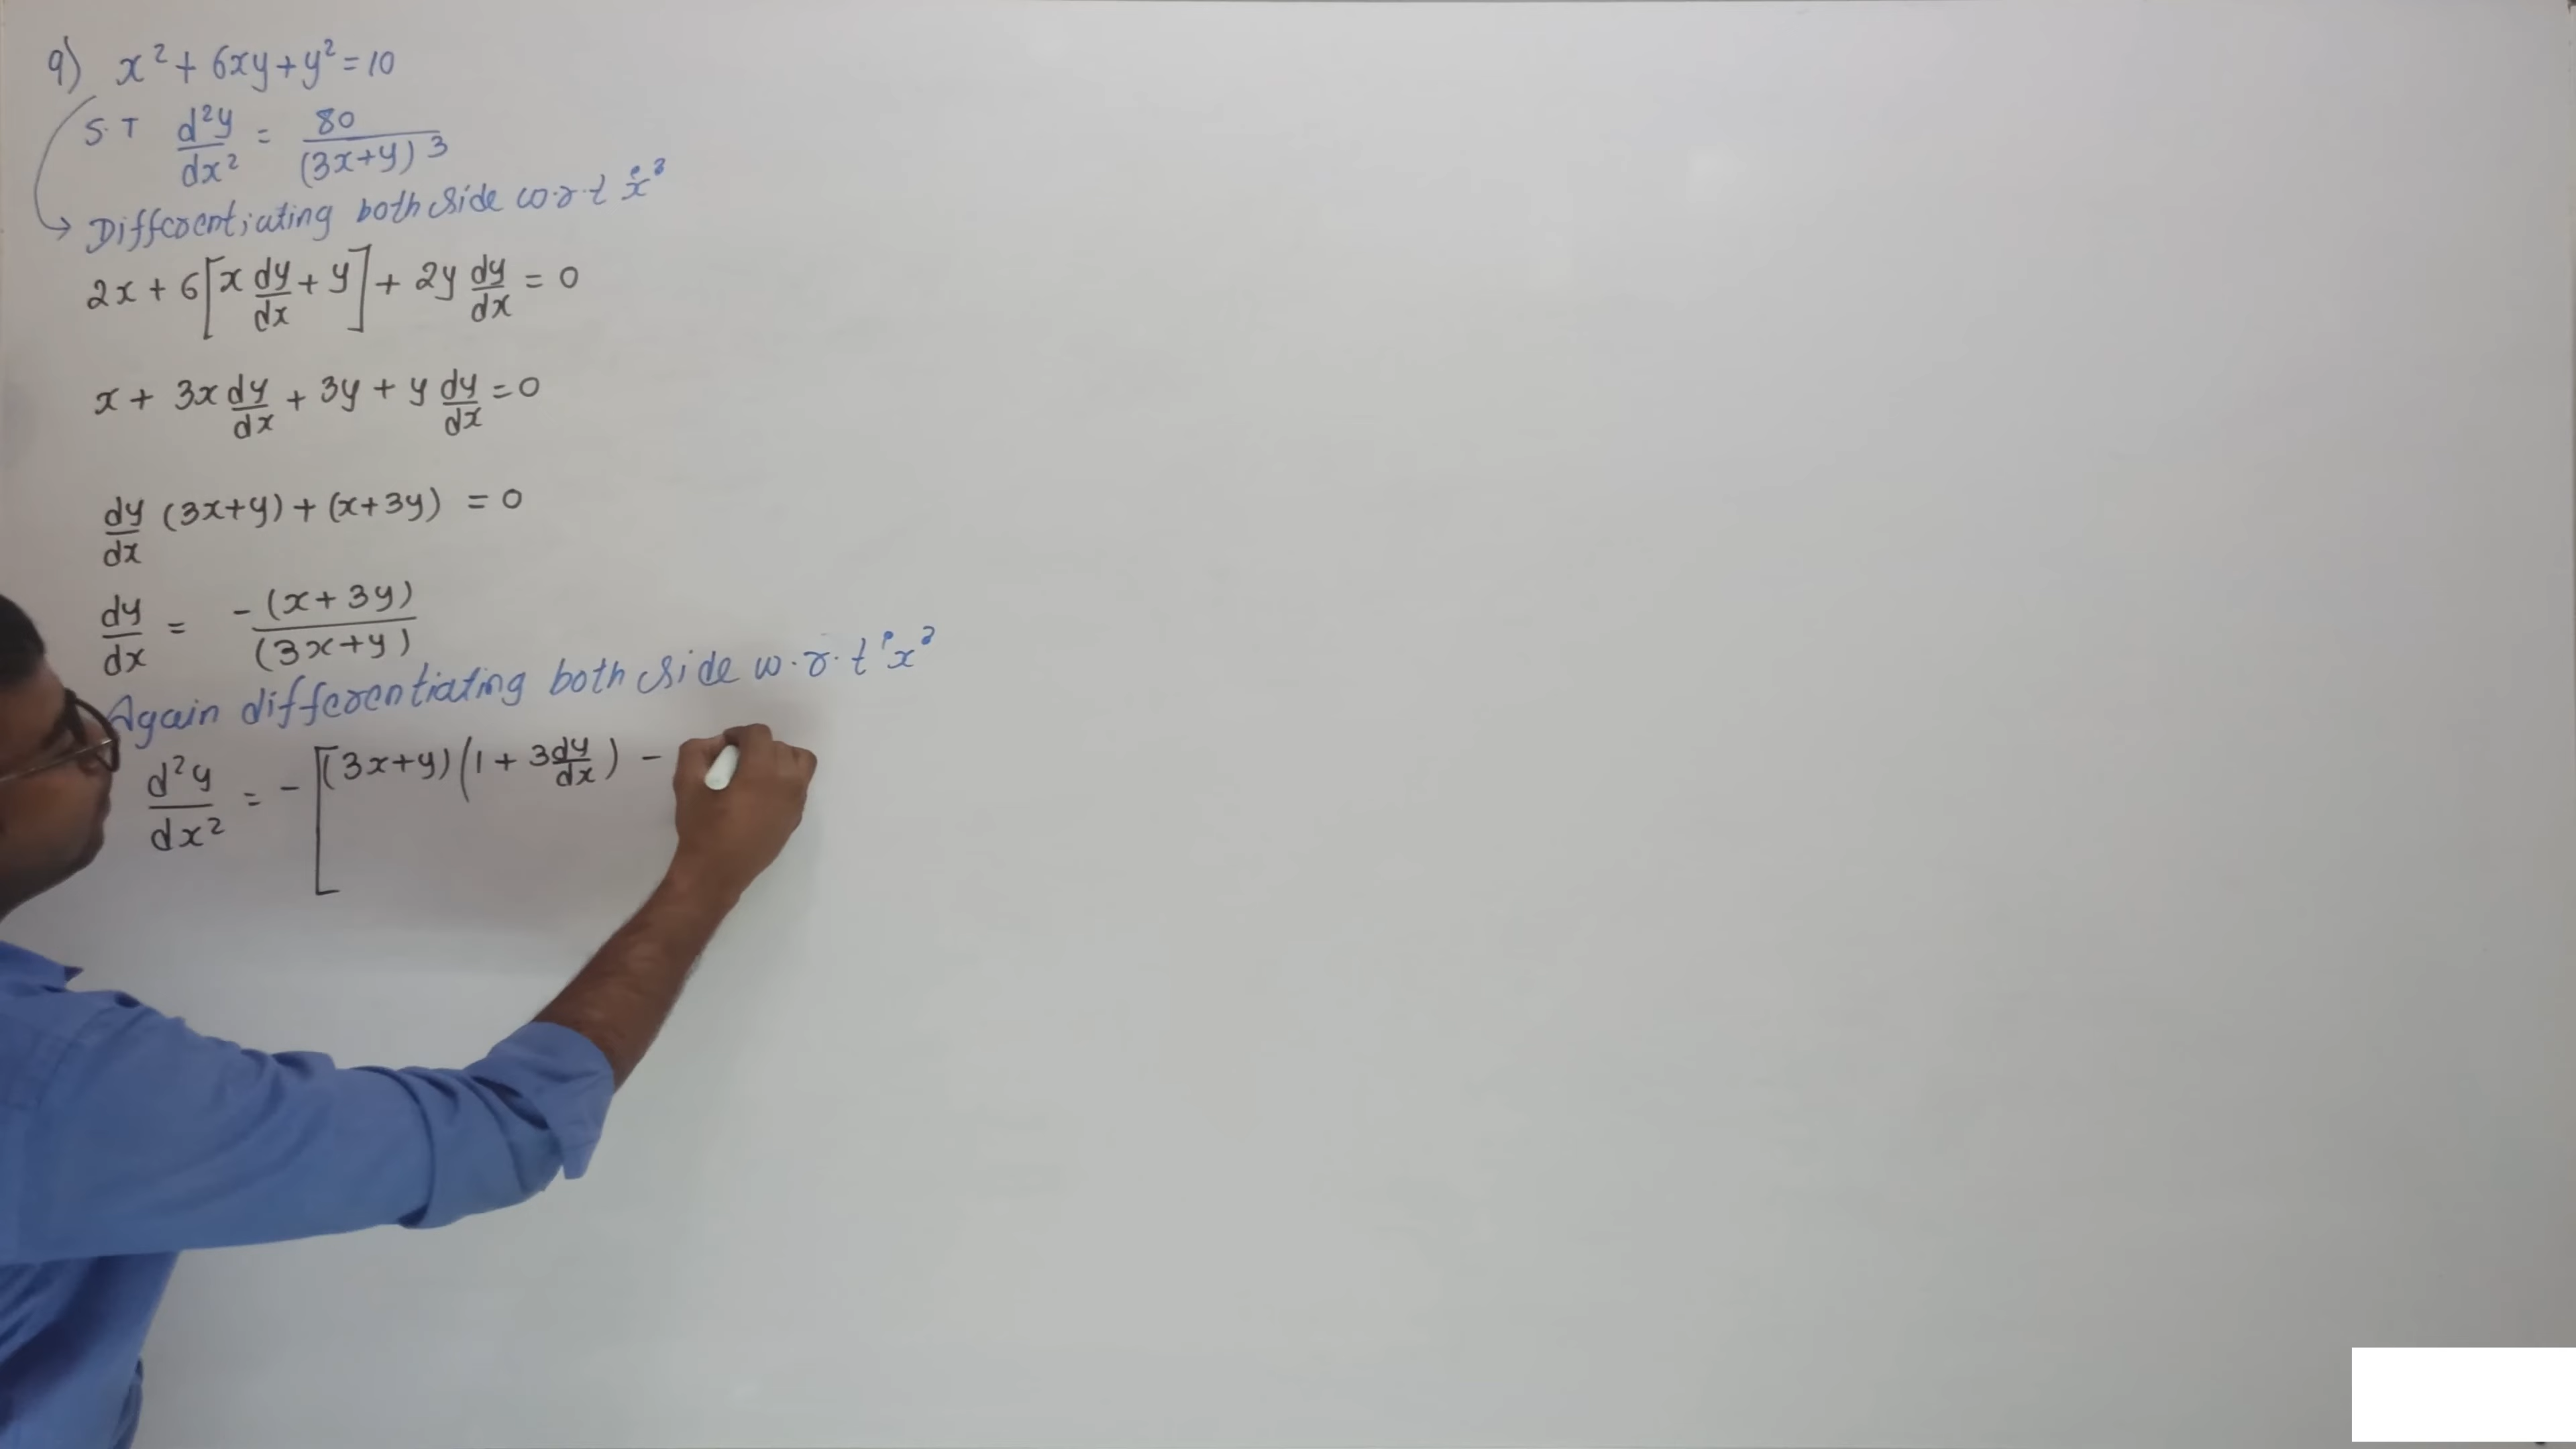 9) x² + 6xy + y² = 10
S.T d²y/dx² = 80/(3x+y)³
→ Differentiating both side w.r.t 'x'
2x + 6[x dy/dx + y] + 2y dy/dx = 0
x + 3x dy/dx + 3y + y dy/dx = 0
dy/dx (3x+y) + (x+3y) = 0
dy/dx = -(x+3y)/(3x+y)
Again differentiating both side w.r.t 'x'
d²y/dx² = - [(3x+y)(1 + 3dy/dx) -